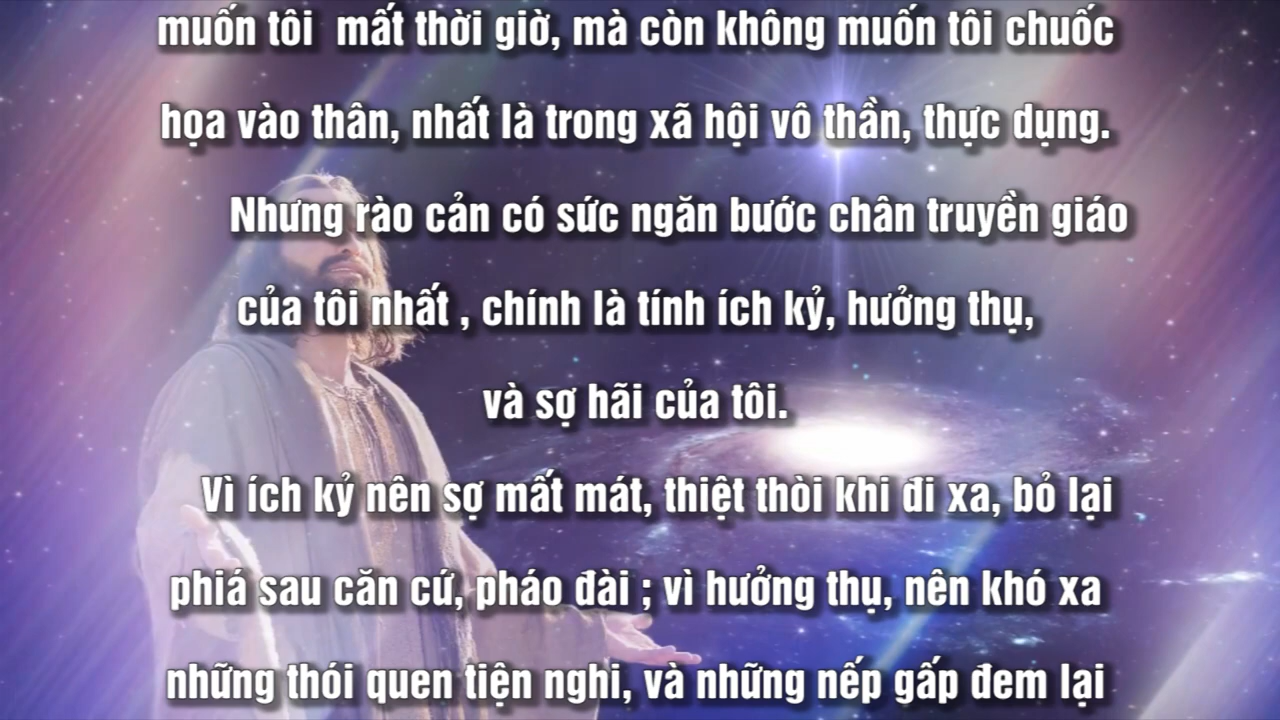 muốn tôi  mất thời giờ, mà còn không muốn tôi chuốc
họa vào thân, nhất là trong xã hội vô thần, thực dụng.
Nhưng rào cản có sức ngăn bước chân truyền giáo
của tôi nhất , chính là tính ích kỷ, hưởng thụ,
và sợ hãi của tôi.
Vì ích kỷ nên sợ mất mát, thiệt thòi khi đi xa, bỏ lại
phiá sau căn cứ, pháo đài ; vì hưởng thụ, nên khó xa
những thói quen tiện nghi, và những nếp gấp đem lại